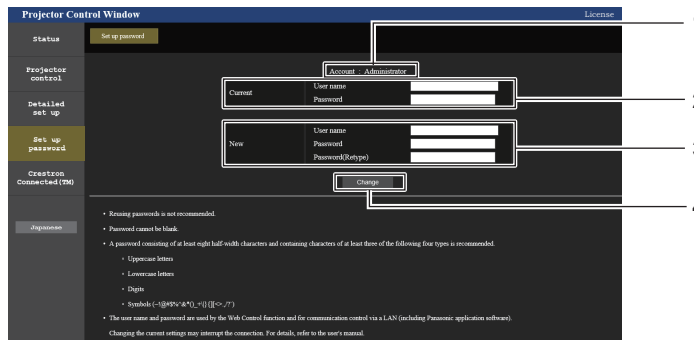 Projector Control Window
License
Status
Set up password
Projector
control
Detailed
set up
Set up
password
Crestron
Connected(TM)
Japanese
Account : Administrator
Current
User name
Password
New
User name
Password
Password(Retype)
Change
• Reusing passwords is not recommended.
• Password cannot be blank.
• A password consisting of at least eight half-width characters and containing characters of at least three of the following four types is recommended.
• Uppercase letters
• Lowercase letters
• Digits
• Symbols
• The user name and password are used by the Web Control function and for communication control via a LAN (including Panasonic application software).
Changing the current settings may interrupt the connection. For details, refer to the user's manual.